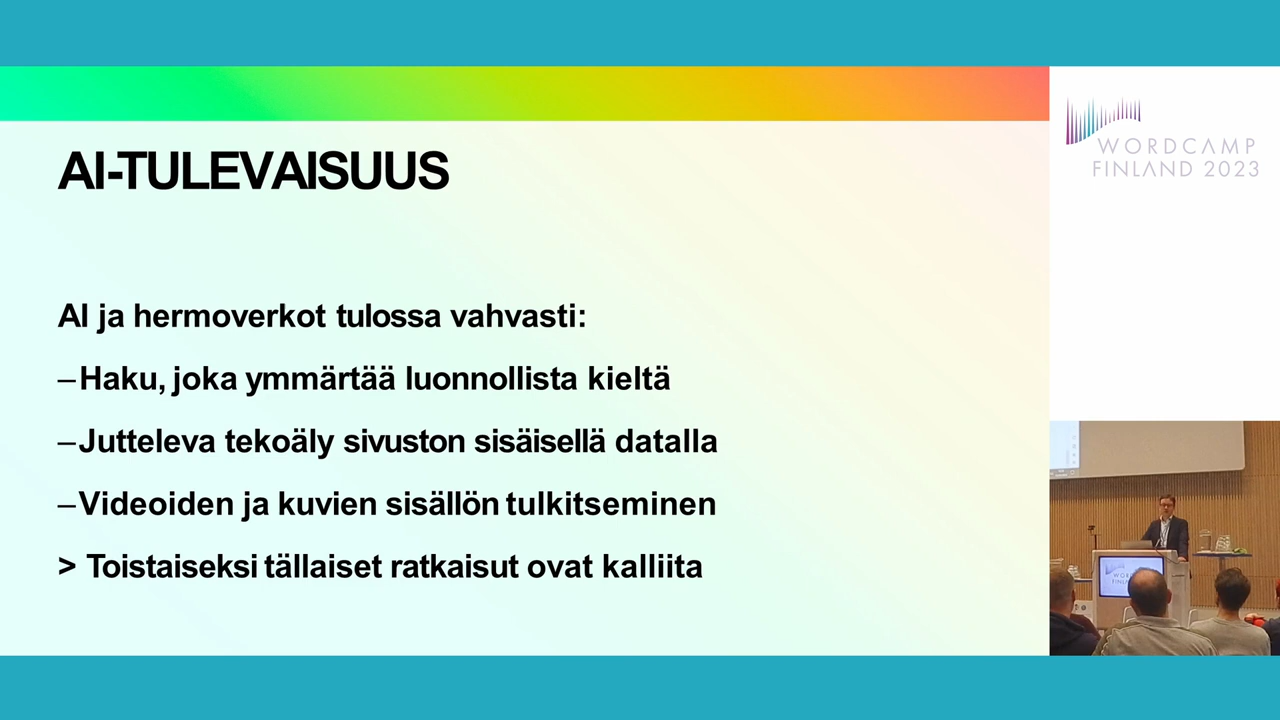 AI-TULEVAISUUS
AI ja hermoverkot tulossa vahvasti:
–Haku, joka ymmärtää luonnollista kieltä
–Jutteleva tekoäly sivuston sisäisellä datalla
–Videoiden ja kuvien sisällön tulkitseminen
> Toistaiseksi tällaiset ratkaisut ovat kalliita
WORDCAMP
FINLAND 2023